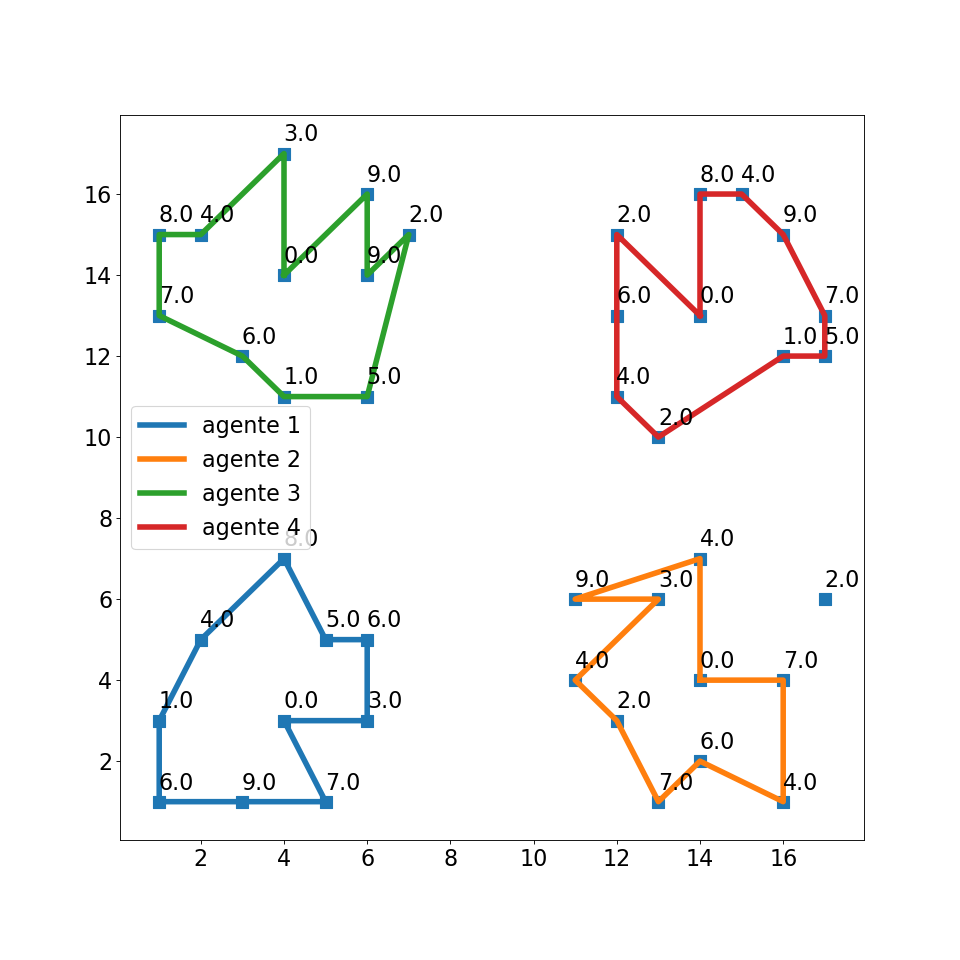 3.0
9.0
8.0 4.0
8.0 4.0 2.0
2.0 9.0
16
0.0 9.0
14
7.0 6.0 0.0 7.0
6.0 1.0 5.0
12
1.0 5.0 4.0
2.0
10
agente 1
agente 2
agente 3
agente 4
8
8.0 4.0
9.0 3.0 2.0
6
4.0 5.0 6.0
4.0 0.0 7.0
4
1.0 0.0 3.0 2.0
6.0
2
6.0 9.0 7.0 7.0 4.0
2 4 6 8 10 12 14 16